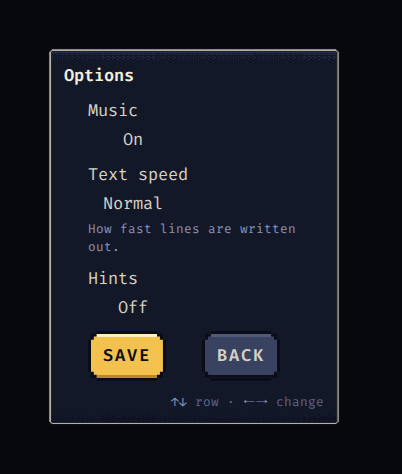 Options
Music
On
Text speed
Normal
How fast lines are written
out.
Hints
Off
SAVE BACK
↑↓ row · ←→ change